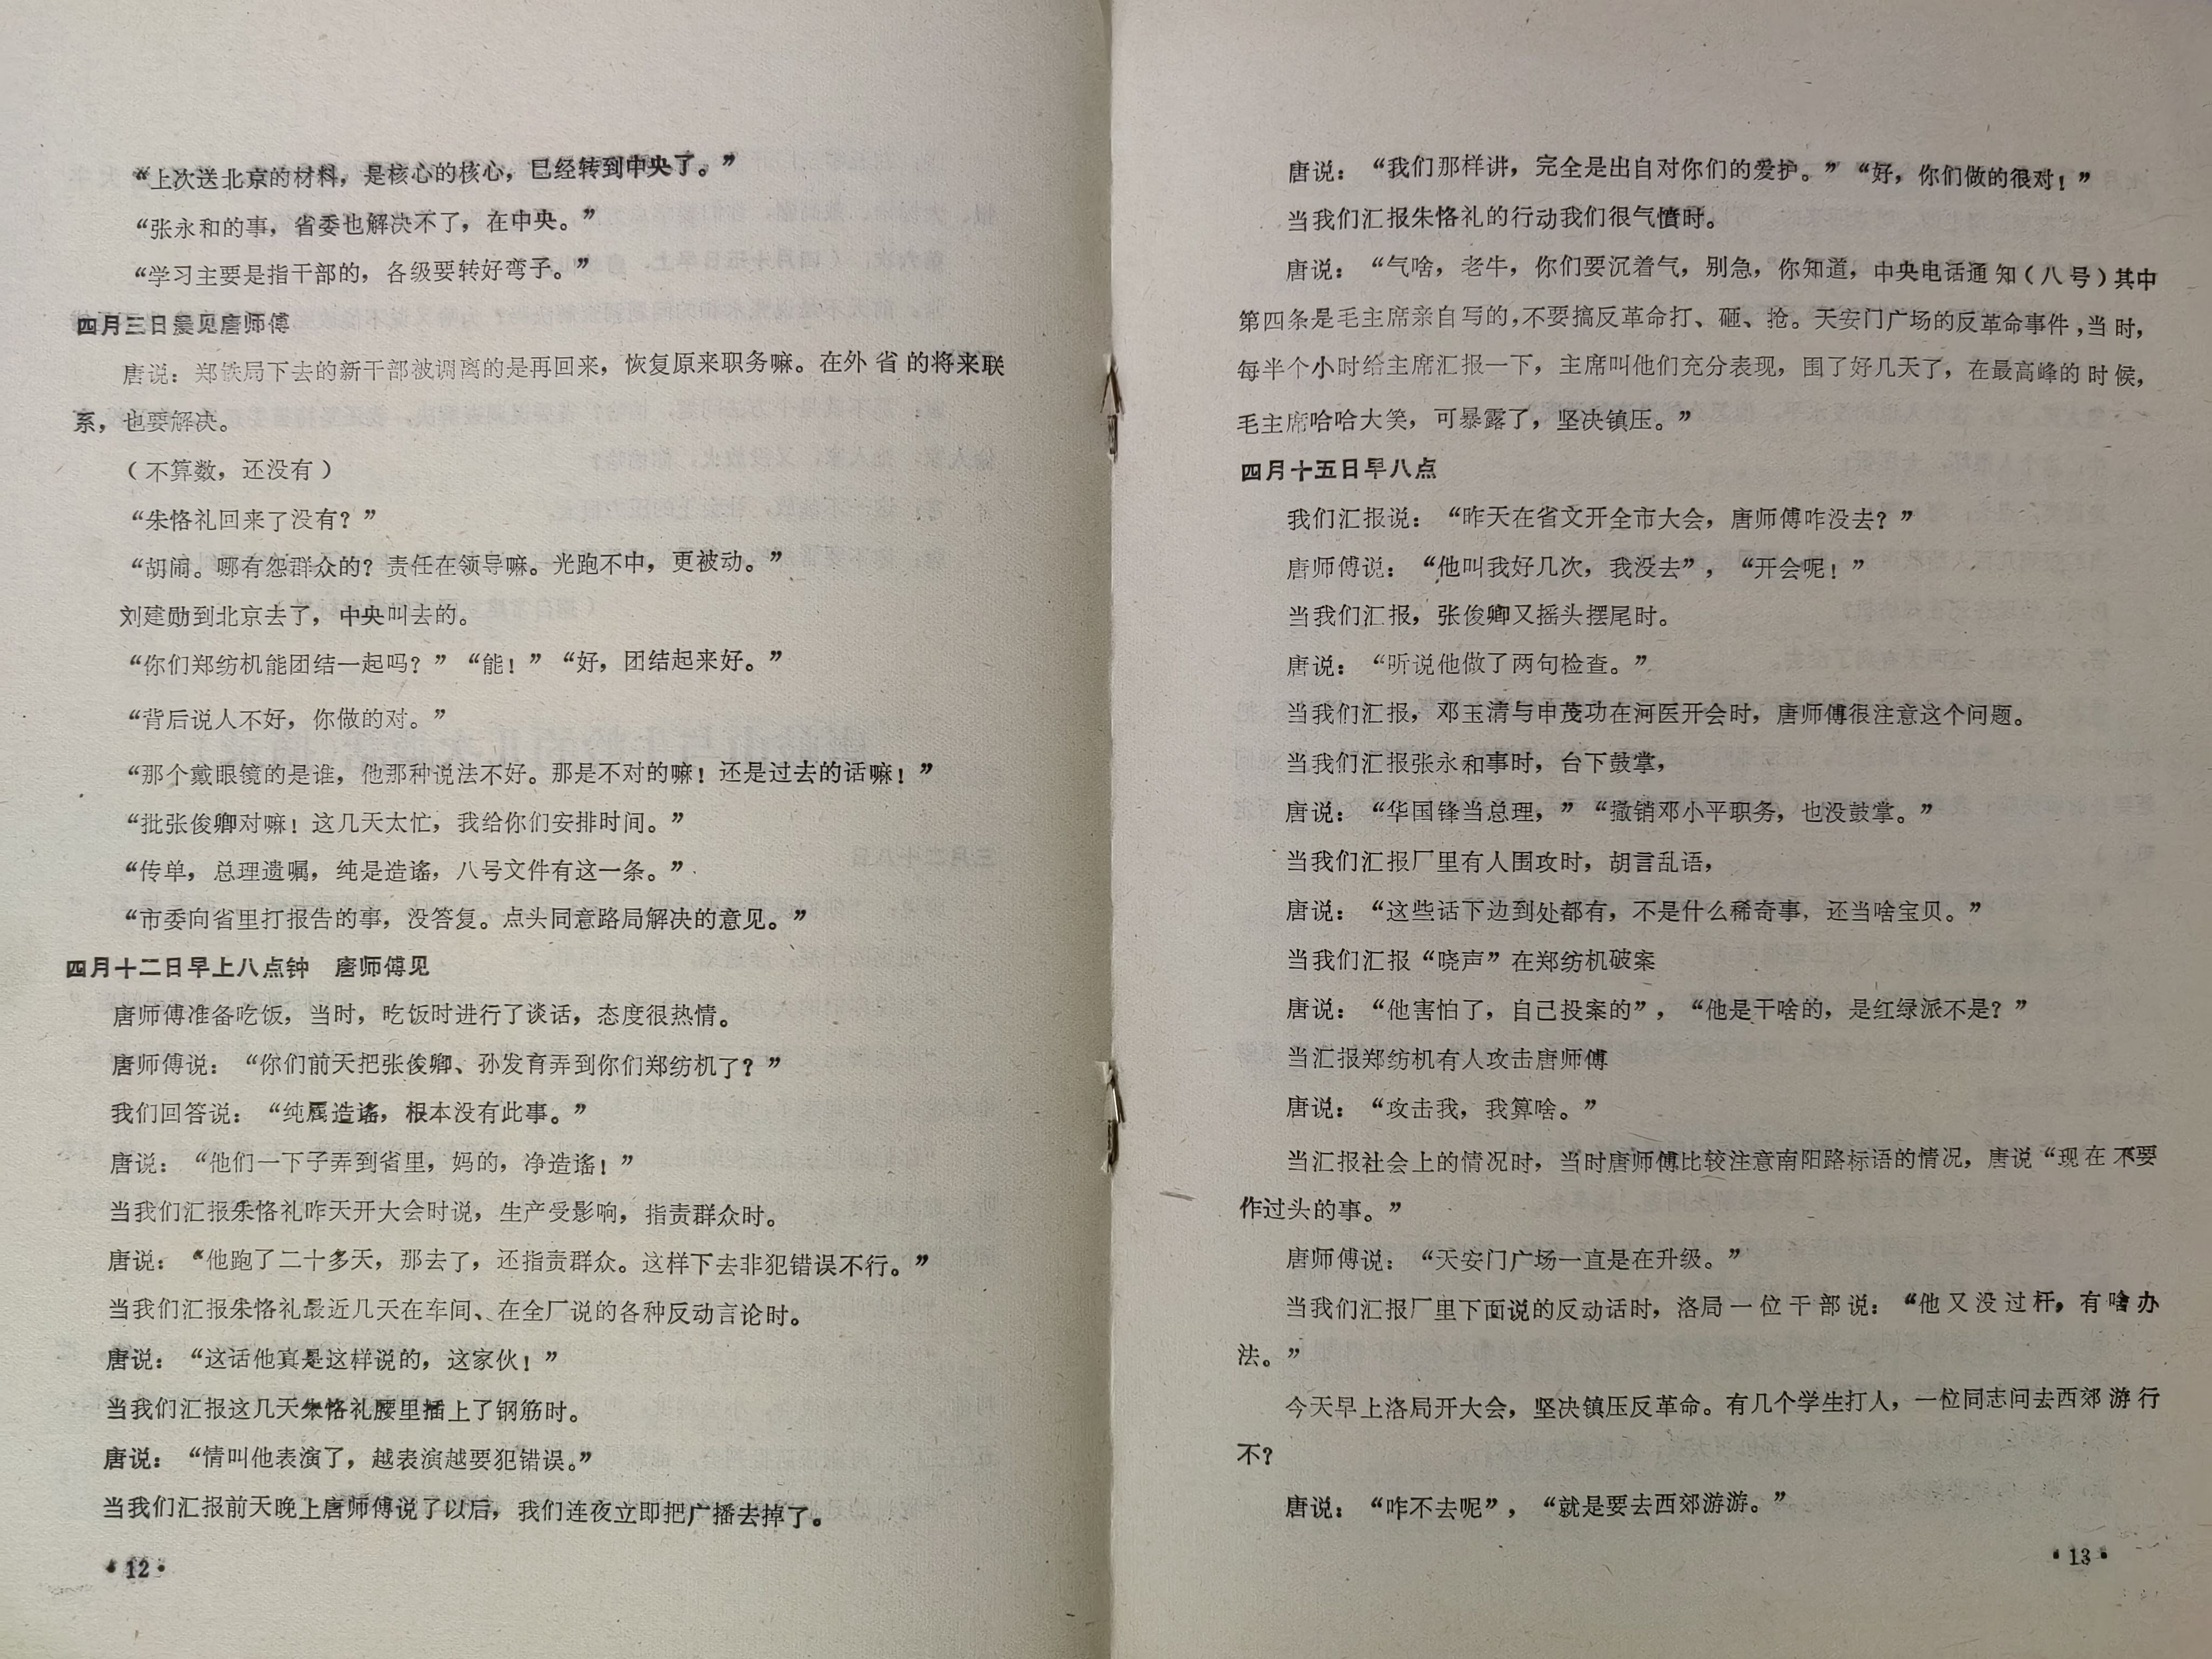 “上次送北京的材料，是核心的核心，已经转到中央了。”
“张永和的事，省委也解决不了，在中央。”
“学习主要是指干部的，各级要转好弯子。”
四月三日晨见唐师傅
唐说：郑铁局下去的新干部被调离的是再回来，恢复原来职务嘛。在外省的将来联
系，也要解决。
（不算数，还没有）
“朱恪礼回来了没有？”
“胡闹。哪有怨群众的？责任在领导嘛。光跑不中，更被动。”
刘建勋到北京去了，中央叫去的。
“你们郑纺机能团结一起吗？”“能！”“好，团结起来好。”
“背后说人不好，你做的对。”
“那个戴眼镜的是谁，他那种说法不好。那是不对的嘛！还是过去的话嘛！”
“批张俊卿对嘛！这几天太忙，我给你们安排时间。”
“传单，总理遗嘱，纯是造谣，八号文件有这一条。”
“市委向省里打报告的事，没答复。点头同意路局解决的意见。”
四月十二日早上八点钟　唐师傅见
唐师傅准备吃饭，当时，吃饭时进行了谈话，态度很热情。
唐师傅说：“你们前天把张俊卿、孙发育弄到你们郑纺机了？”
我们回答说：“纯属造谣，根本没有此事。”
唐说：“他们一下子弄到省里，妈的，净造谣！”
当我们汇报朱恪礼昨天开大会时说，生产受影响，指责群众时。
唐说：“他跑了二十多天，那去了，还指责群众。这样下去非犯错误不行。”
当我们汇报朱恪礼最近几天在车间、在全厂说的各种反动言论时。
唐说：“这话他真是这样说的，这家伙！”
当我们汇报这几天朱恪礼腰里插上了钢筋时。
唐说：“情叫他表演了，越表演越要犯错误。”
当我们汇报前天晚上唐师傅说了以后，我们连夜立即把广播去掉了。
·12·
唐说：“我们那样讲，完全是出自对你们的爱护。”“好，你们做的很对！”
当我们汇报朱恪礼的行动我们很气愤时。
唐说：“气啥，老牛，你们要沉着气，别急，你知道，中央电话通知（八号）其中
第四条是毛主席亲自写的，不要搞反革命打、砸、抢。天安门广场的反革命事件，当时，
每半个小时给主席汇报一下，主席叫他们充分表现，围了好几天了，在最高峰的时候，
毛主席哈哈大笑，可暴露了，坚决镇压。”
四月十五日早八点
我们汇报说：“昨天在省文开全市大会，唐师傅咋没去？”
唐师傅说：“他叫我好几次，我没去”，“开会呢！”
当我们汇报，张俊卿又摇头摆尾时。
唐说：“听说他做了两句检查。”
当我们汇报，邓玉清与申茂功在河医开会时，唐师傅很注意这个问题。
当我们汇报张永和事时，台下鼓掌，
唐说：“华国锋当总理，”“撤销邓小平职务，也没鼓掌。”
当我们汇报厂里有人围攻时，胡言乱语，
唐说：“这些话下边到处都有，不是什么稀奇事，还当啥宝贝。”
当我们汇报“晓声”在郑纺机破案
唐说：“他害怕了，自己投案的”，“他是干啥的，是红绿派不是？”
当汇报郑纺机有人攻击唐师傅
唐说：“攻击我，我算啥。”
当汇报社会上的情况时，当时唐师傅比较注意南阳路标语的情况，唐说“现在不要
作过头的事。”
唐师傅说：“天安门广场一直是在升级。”
当我们汇报厂里下面说的反动话时，洛局一位干部说：“他又没过杆，有啥办
法。”
今天早上洛局开大会，坚决镇压反革命。有几个学生打人，一位同志问去西郊游行
不？
唐说：“咋不去呢”，“就是要去西郊游游。”
·13·